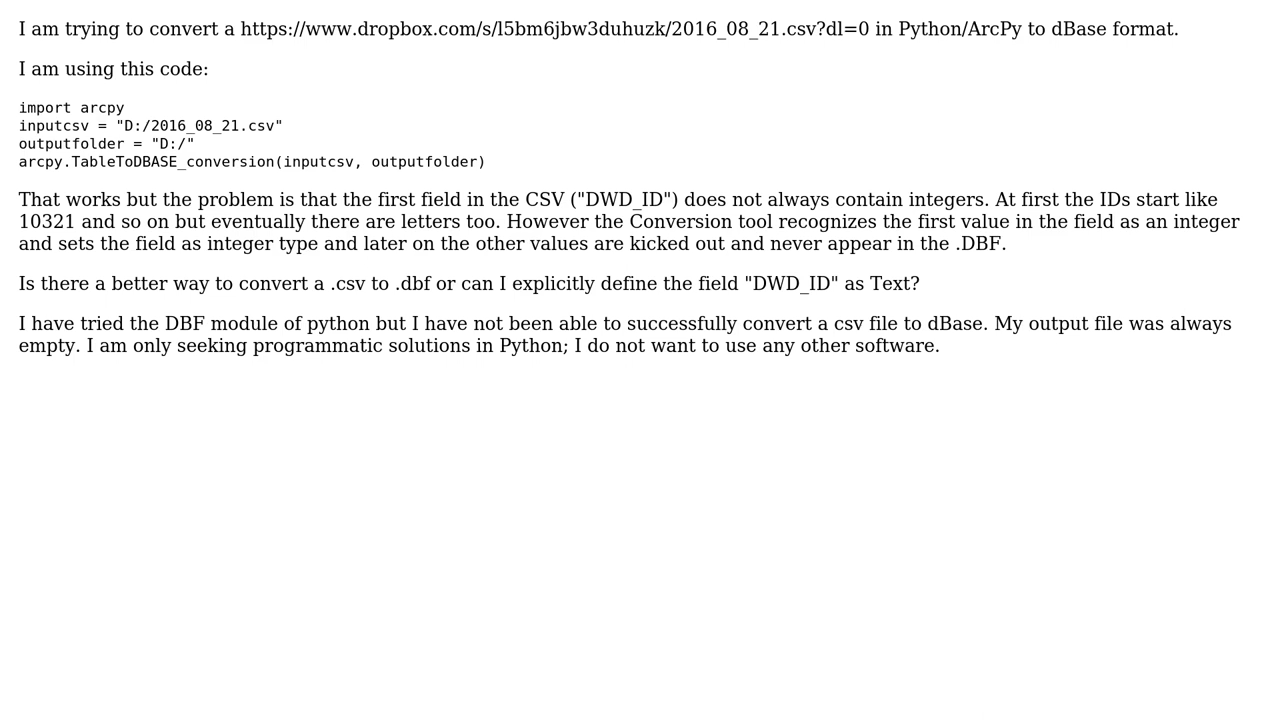 I am trying to convert a https://www.dropbox.com/s/l5bm6jbw3duhuzk/2016_08_21.csv?dl=0 in Python/ArcPy to dBase format.
I am using this code:
import arcpy
inputcsv = "D:/2016_08_21.csv"
outputfolder = "D:/"
arcpy.TableToDBASE_conversion(inputcsv, outputfolder)
That works but the problem is that the first field in the CSV ("DWD_ID") does not always contain integers. At first the IDs start like
10321 and so on but eventually there are letters too. However the Conversion tool recognizes the first value in the field as an integer
and sets the field as integer type and later on the other values are kicked out and never appear in the .DBF.
Is there a better way to convert a .csv to .dbf or can I explicitly define the field "DWD_ID" as Text?
I have tried the DBF module of python but I have not been able to successfully convert a csv file to dBase. My output file was always
empty. I am only seeking programmatic solutions in Python; I do not want to use any other software.